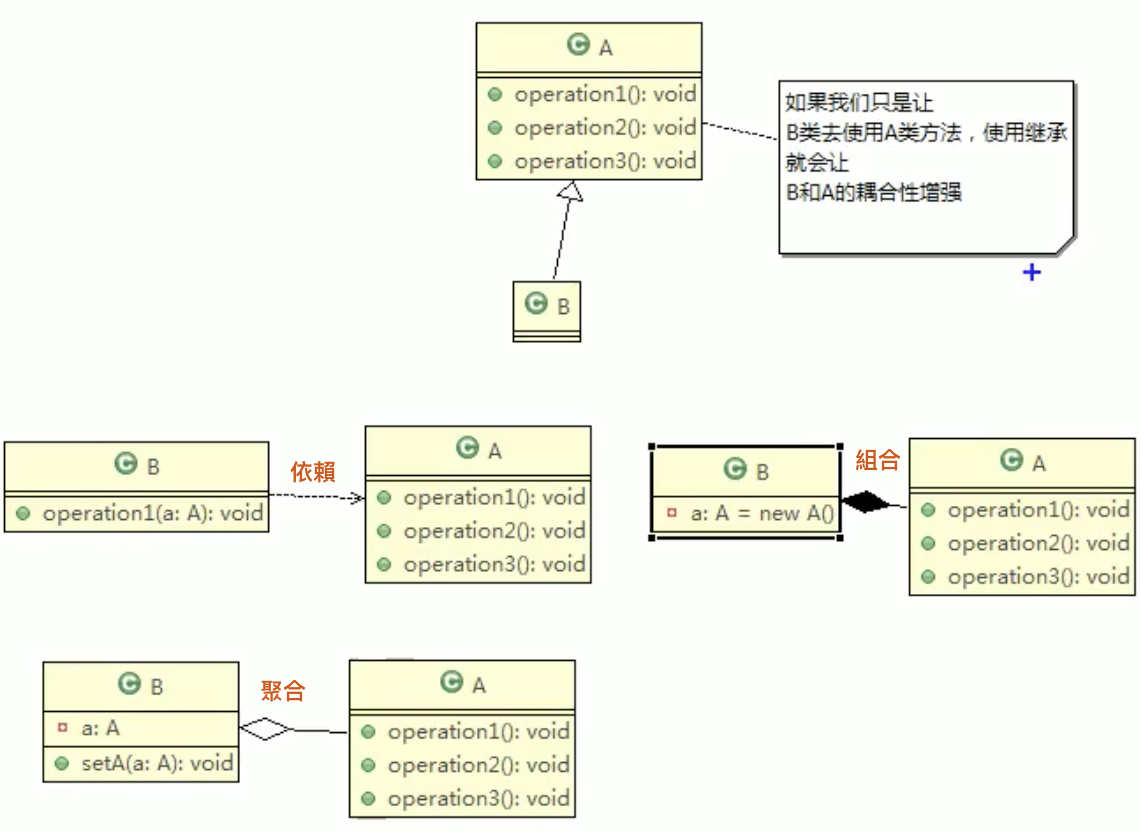 A
operation1(): void
operation2(): void
operation3(): void
如果我们只是让
B类去使用A类方法，使用继承
就会让
B和A的耦合性增强
B
B
operation1(a: A): void
依賴
A
operation1(): void
operation2(): void
operation3(): void
B
a: A = new A()
組合
A
operation1(): void
operation2(): void
operation3(): void
B
a: A
setA(a: A): void
聚合
A
operation1(): void
operation2(): void
operation3(): void